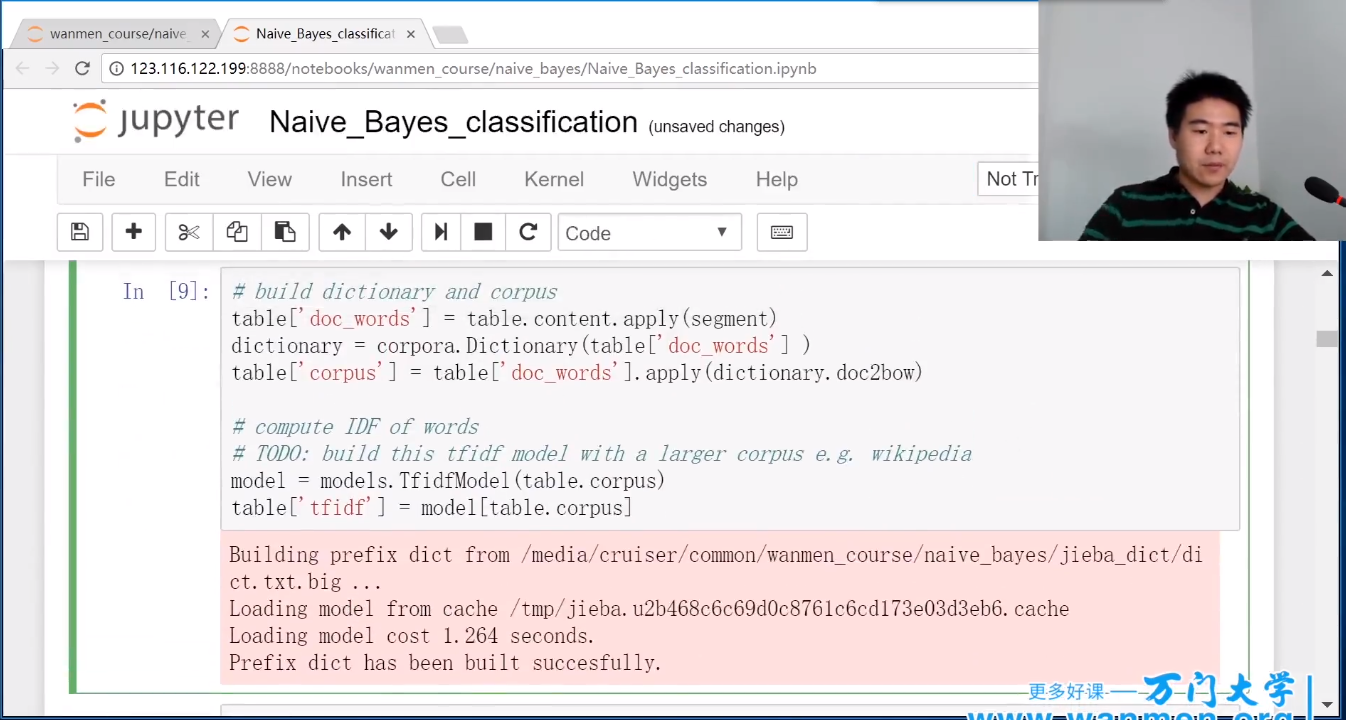 wanmen_course/naive_
Naive_Bayes_classificat
123.116.122.199:8888/notebooks/wanmen_course/naive_bayes/Naive_Bayes_classification.ipynb
jupyter Naive_Bayes_classification (unsaved changes)
File Edit View Insert Cell Kernel Widgets Help Not Tr
Code
In [9]:
# build dictionary and corpus
table['doc_words'] = table.content.apply(segment)
dictionary = corpora.Dictionary(table['doc_words'] )
table['corpus'] = table['doc_words'].apply(dictionary.doc2bow)
# compute IDF of words
# TODO: build this tfidf model with a larger corpus e.g. wikipedia
model = models.TfidfModel(table.corpus)
table['tfidf'] = model[table.corpus]
Building prefix dict from /media/cruiser/common/wanmen_course/naive_bayes/jieba_dict/di
ct.txt.big ...
Loading model from cache /tmp/jieba.u2b468c6c69d0c8761c6cd173e03d3eb6.cache
Loading model cost 1.264 seconds.
Prefix dict has been built succesfully.
更多好课 — 万门大学
www.wanmen.org